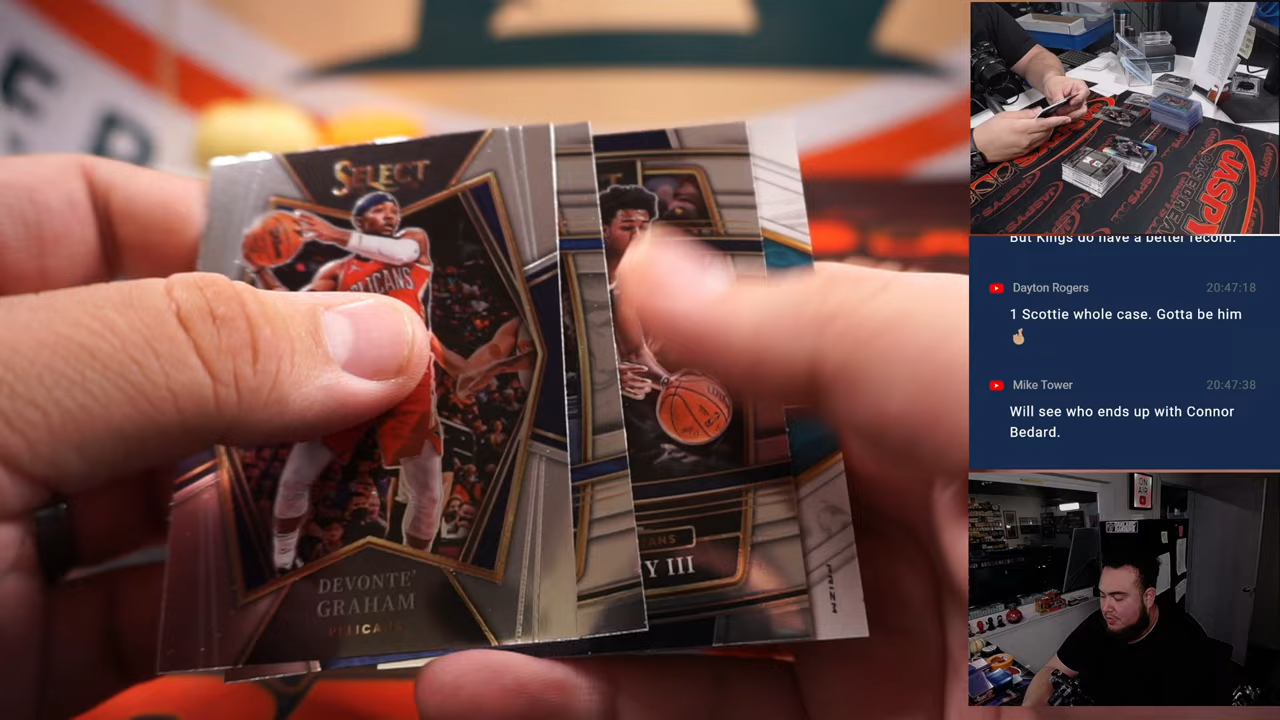 SELECT
PELICANS
DEVONTE'
GRAHAM
PELICANS
Y III
PRIZM
JASPY
ON
AIR
But Kings do have a better record.
Dayton Rogers 20:47:18
1 Scottie whole case. Gotta be him
🤞🏼
Mike Tower 20:47:38
Will see who ends up with Connor
Bedard.